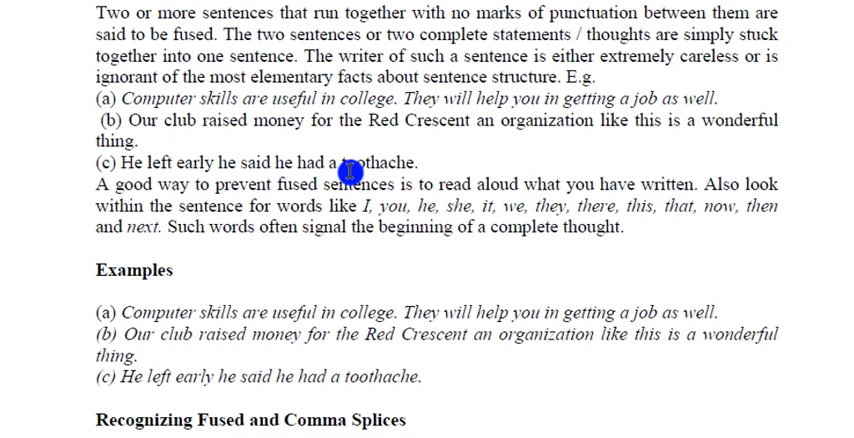 Two or more sentences that run together with no marks of punctuation between them are
said to be fused. The two sentences or two complete statements / thoughts are simply stuck
together into one sentence. The writer of such a sentence is either extremely careless or is
ignorant of the most elementary facts about sentence structure. E.g.
(a) Computer skills are useful in college. They will help you in getting a job as well.
(b) Our club raised money for the Red Crescent an organization like this is a wonderful
thing.
(c) He left early he said he had a toothache.
A good way to prevent fused sentences is to read aloud what you have written. Also look
within the sentence for words like I, you, he, she, it, we, they, there, this, that, now, then
and next. Such words often signal the beginning of a complete thought.
Examples
(a) Computer skills are useful in college. They will help you in getting a job as well.
(b) Our club raised money for the Red Crescent an organization like this is a wonderful
thing.
(c) He left early he said he had a toothache.
Recognizing Fused and Comma Splices